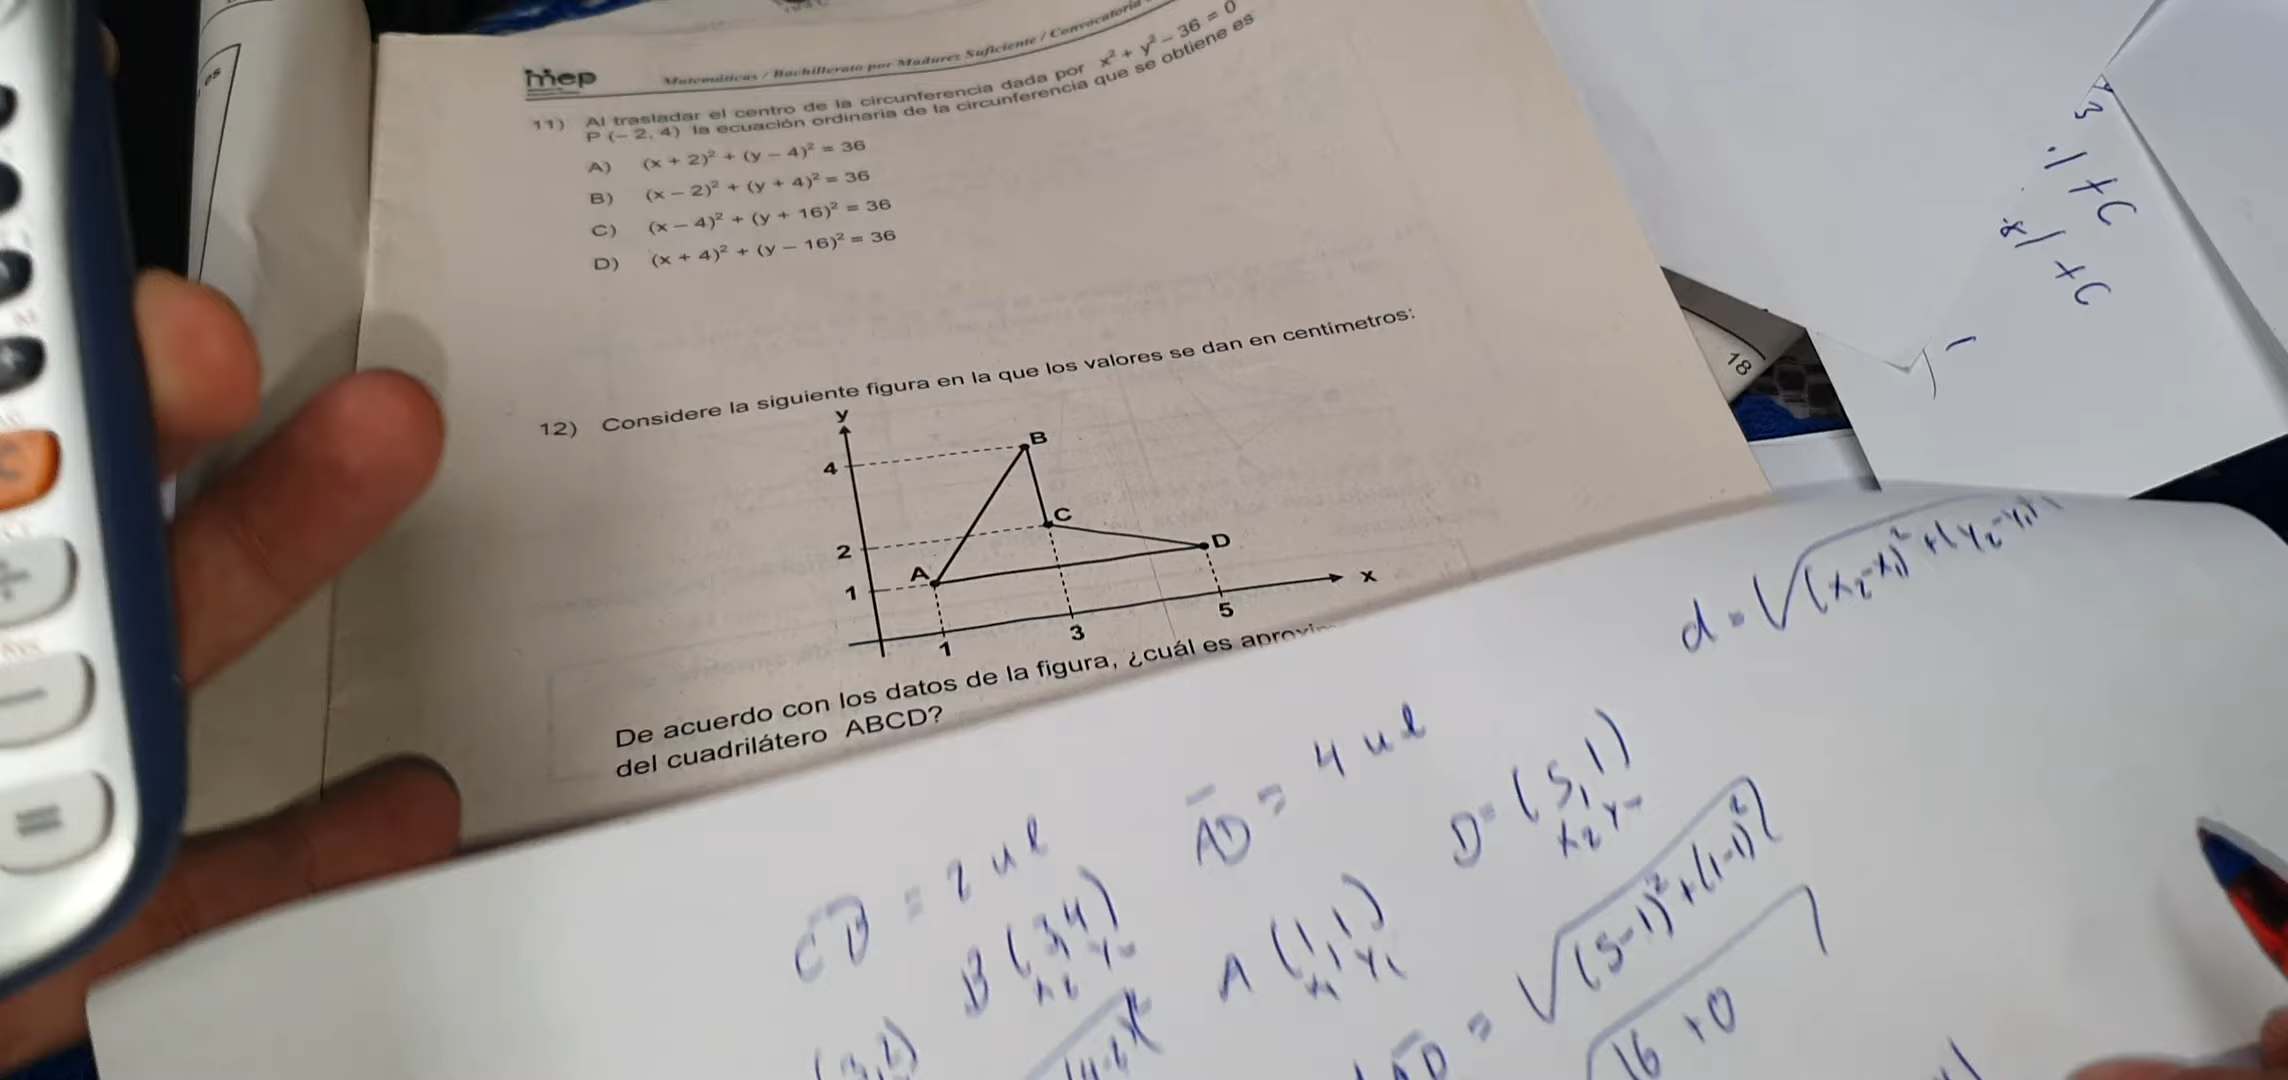 mep
Matemáticas / Bachillerato por Madurez Suficiente / Convocatoria
11) Al trasladar el centro de la circunferencia dada por x² + y² – 36 = 0
P (– 2, 4) la ecuación ordinaria de la circunferencia que se obtiene es
A) (x + 2)² + (y – 4)² = 36
B) (x – 2)² + (y + 4)² = 36
C) (x – 4)² + (y + 16)² = 36
D) (x + 4)² + (y – 16)² = 36
12) Considere la siguiente figura en la que los valores se dan en centímetros:
y
B
4
C
2
D
A
1
x
1
3
5
De acuerdo con los datos de la figura, ¿cuál es
del cuadrilátero ABCD?
18
es
+ C
+ C
d = √(x₂-x₁)² + (y₂-y₁)²
= 2 ul
AD = 4 ul
D = (5,1)
B (3,4)
A (1,1)
x₁ y₁
AD = √(5-1)² + (1-1)²
16 + 0